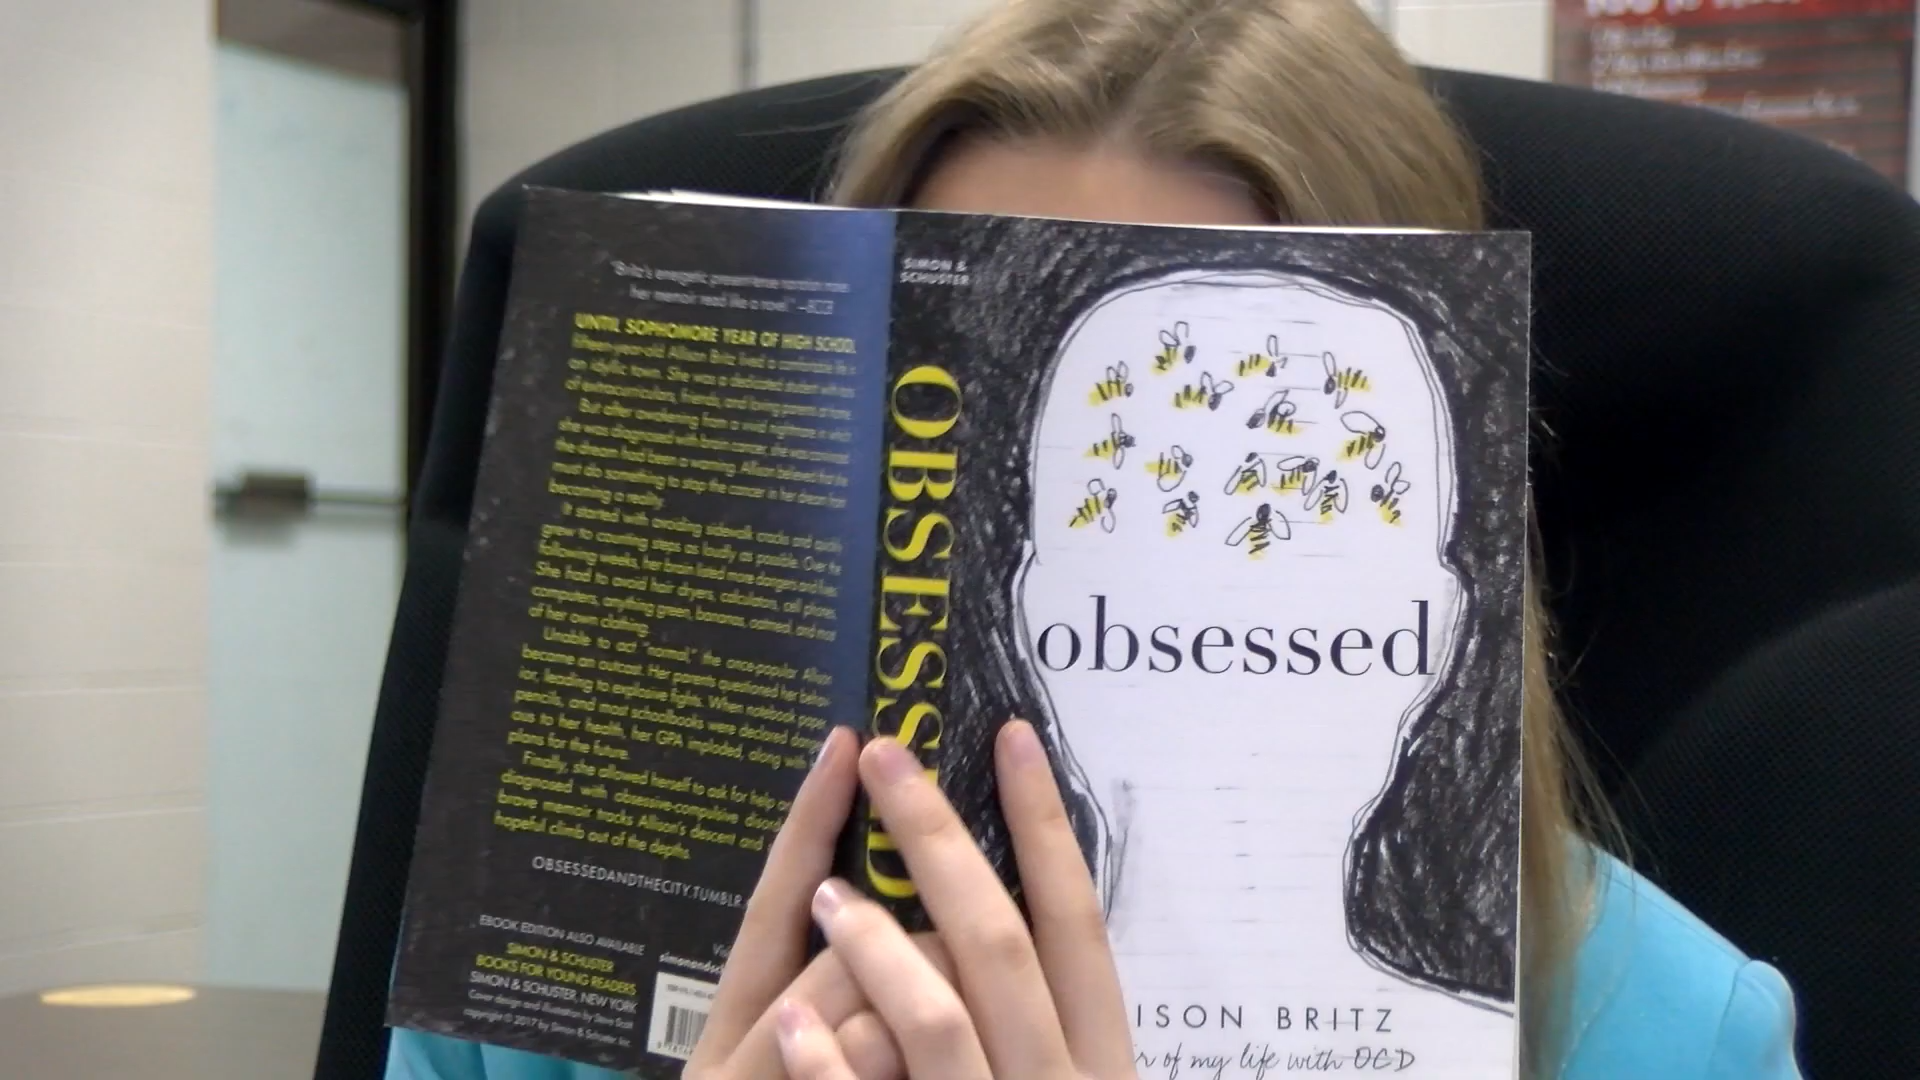 "Britz's energetic, present-tense narration makes
her memoir read like a novel." —BCCB
UNTIL SOPHOMORE YEAR OF HIGH SCHOOL,
fifteen-year-old Allison Britz lived a comfortable life in
an idyllic town. She was a dedicated student with tons
of extracurriculars, friends, and loving parents at home.
But after awakening from a vivid nightmare in which
she was diagnosed with brain cancer, she was convinced
the dream had been a warning. Allison believed that she
must do something to stop the cancer in her dream from
becoming a reality.
It started with avoiding sidewalk cracks and quickly
grew to counting steps as loudly as possible. Over the
following weeks, her brain listed more dangers and fixes.
She had to avoid hair dryers, calculators, cell phones,
computers, anything green, bananas, oatmeal, and most
of her own clothing.
Unable to act "normal," the once-popular Allison
became an outcast. Her parents questioned her behav-
ior, leading to explosive fights. When notebook paper,
pencils, and most schoolbooks were declared danger-
ous to her health, her GPA imploded, along with
plans for the future.
Finally, she allowed herself to ask for help
diagnosed with obsessive-compulsive
brave memoir tracks Allison's descent and
hopeful climb out of the depths.
OBSESSEDANDTHECITY.TUMBLR.
EBOOK EDITION ALSO AVAILABLE
SIMON & SCHUSTER
BOOKS FOR YOUNG READERS
SIMON & SCHUSTER, NEW YORK
Cover design and illustration by Steve Scott
copyright © 2017 by Simon & Schuster, Inc.
SIMON &
SCHUSTER
OBSESSED
obsessed
ISON BRITZ
of my life with OCD